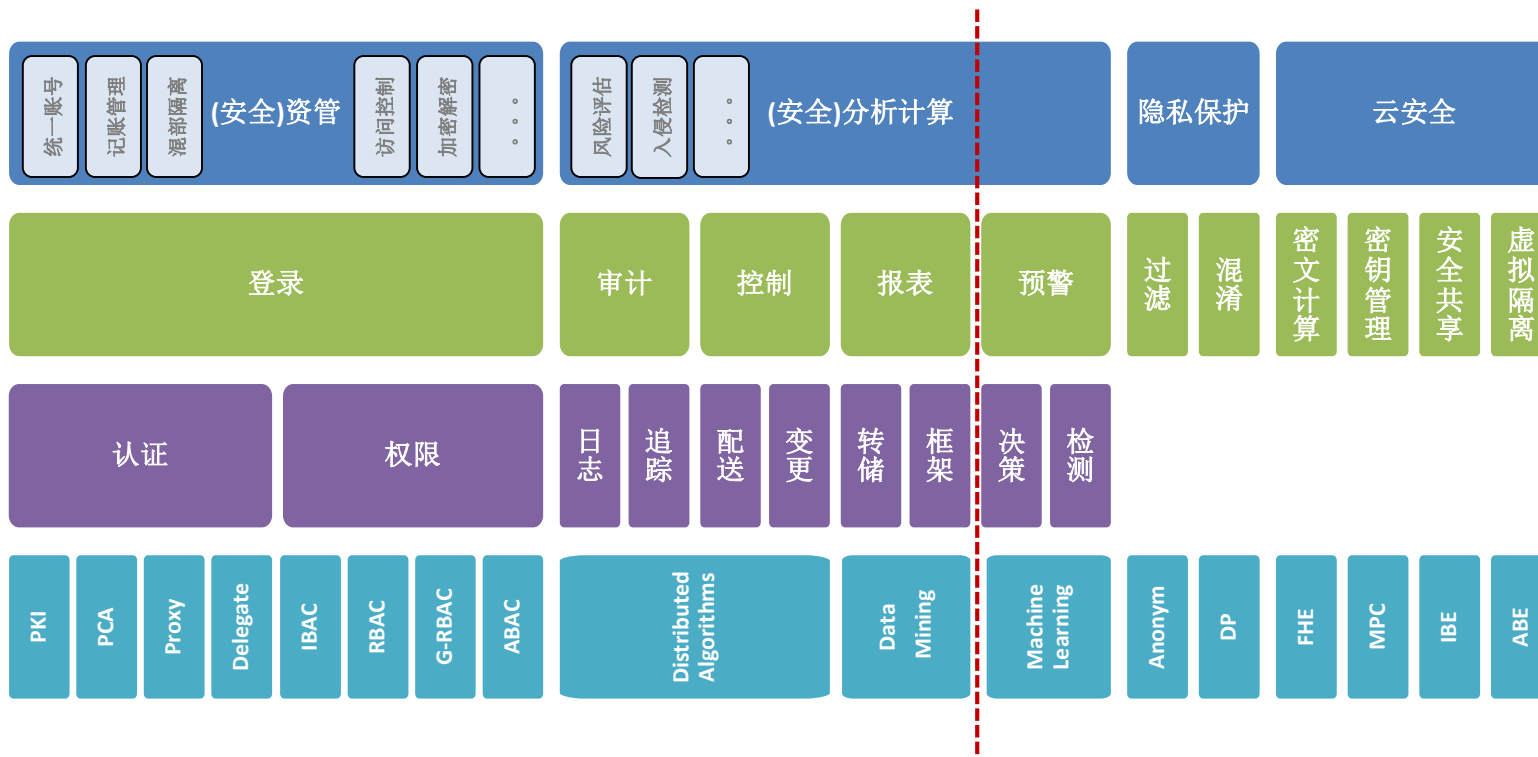 统一账号
记账管理
混部隔离
(安全)资管
访问控制
加密解密
。。。
风险评估
入侵检测
。。。
(安全)分析计算
隐私保护
云安全
登录
审计
控制
报表
预警
过滤
混淆
密文计算
密钥管理
安全共享
虚拟隔离
认证
权限
日志
追踪
配送
变更
转储
框架
决策
检测
PKI
PCA
Proxy
Delegate
IBAC
RBAC
G-RBAC
ABAC
Distributed
Algorithms
Data
Mining
Machine
Learning
Anonym
DP
FHE
MPC
IBE
ABE